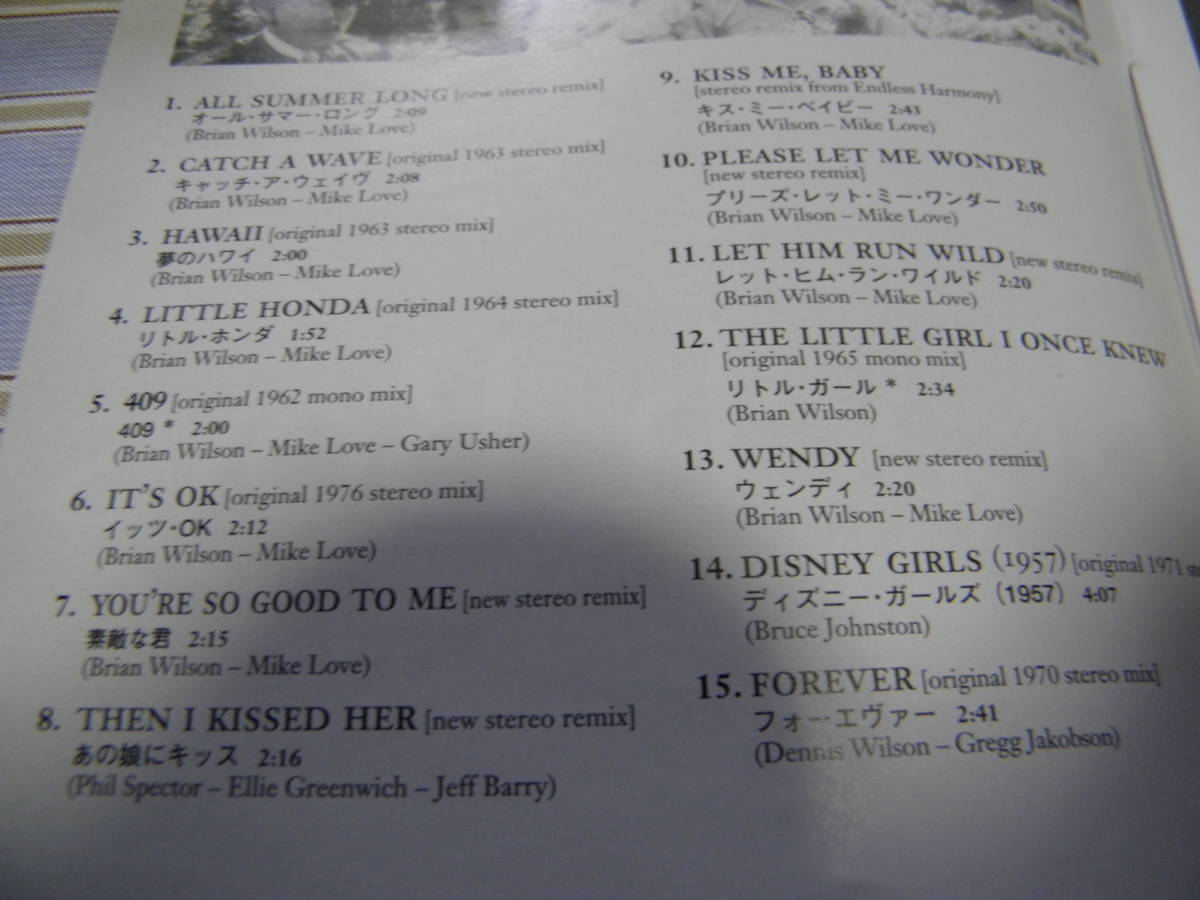 1. ALL SUMMER LONG [new stereo remix]
オール・サマー・ロング 2:09
(Brian Wilson – Mike Love)
2. CATCH A WAVE [original 1963 stereo mix]
キャッチ・ア・ウェイヴ 2:08
(Brian Wilson – Mike Love)
3. HAWAII [original 1963 stereo mix]
夢のハワイ 2:00
(Brian Wilson – Mike Love)
4. LITTLE HONDA [original 1964 stereo mix]
リトル・ホンダ 1:52
(Brian Wilson – Mike Love)
5. 409 [original 1962 mono mix]
409 * 2:00
(Brian Wilson – Mike Love – Gary Usher)
6. IT'S OK [original 1976 stereo mix]
イッツ・OK 2:12
(Brian Wilson – Mike Love)
7. YOU'RE SO GOOD TO ME [new stereo remix]
素敵な君 2:15
(Brian Wilson – Mike Love)
8. THEN I KISSED HER [new stereo remix]
あの娘にキッス 2:16
(Phil Spector – Ellie Greenwich – Jeff Barry)
9. KISS ME, BABY
[stereo remix from Endless Harmony]
キス・ミー・ベイビー 2:43
(Brian Wilson – Mike Love)
10. PLEASE LET ME WONDER
[new stereo remix]
プリーズ・レット・ミー・ワンダー 2:50
(Brian Wilson – Mike Love)
11. LET HIM RUN WILD [new stereo remix]
レット・ヒム・ラン・ワイルド 2:20
(Brian Wilson – Mike Love)
12. THE LITTLE GIRL I ONCE KNEW
[original 1965 mono mix]
リトル・ガール * 2:34
(Brian Wilson)
13. WENDY [new stereo remix]
ウェンディ 2:20
(Brian Wilson – Mike Love)
14. DISNEY GIRLS (1957) [original 1971
ディズニー・ガールズ (1957) 4:07
(Bruce Johnston)
15. FOREVER [original 1970 stereo mix]
フォーエヴァー 2:41
(Dennis Wilson – Gregg Jakobson)